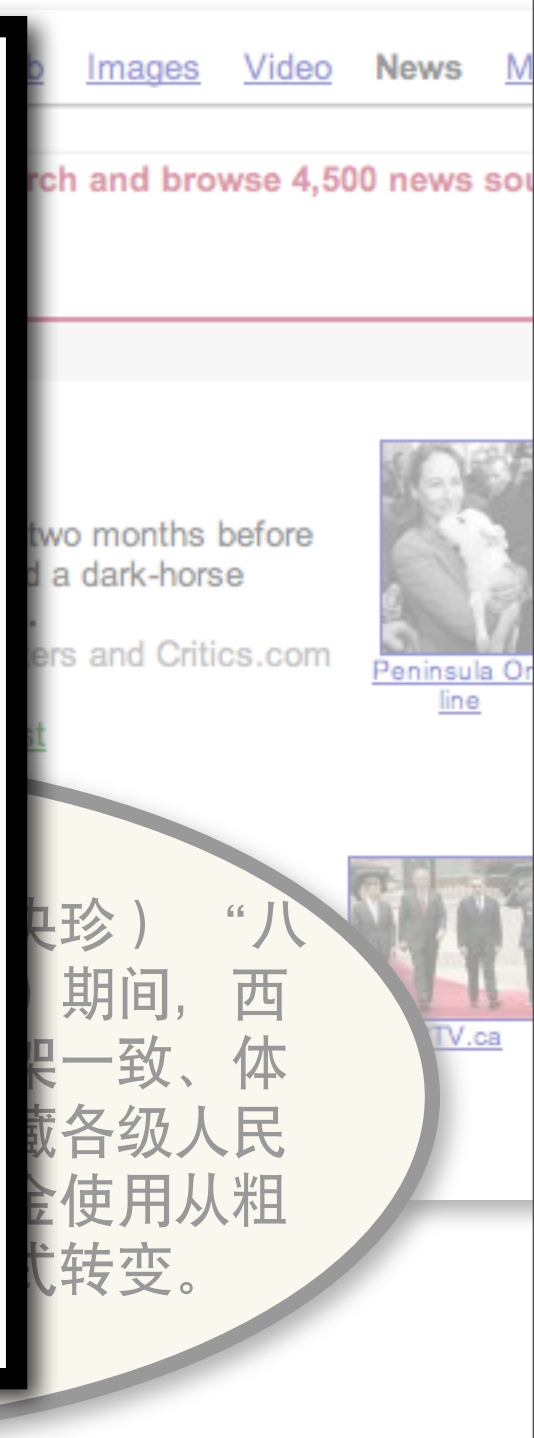 b Images Video News M
rch and browse 4,500 news sou
two months before
d a dark-horse
.
ers and Critics.com
Peninsula On
line
st
央珍） “八
）期间，西
架一致、体
TV.ca
藏各级人民
金使用从粗
式转变。